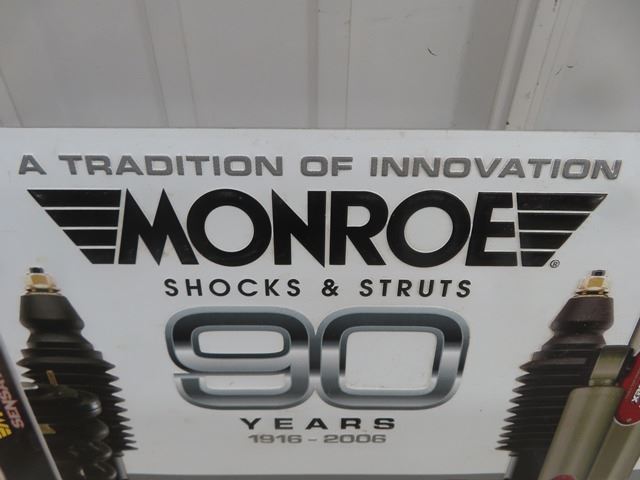 A TRADITION OF INNOVATION
MONROE®
SHOCKS & STRUTS
90
YEARS
1916 - 2006